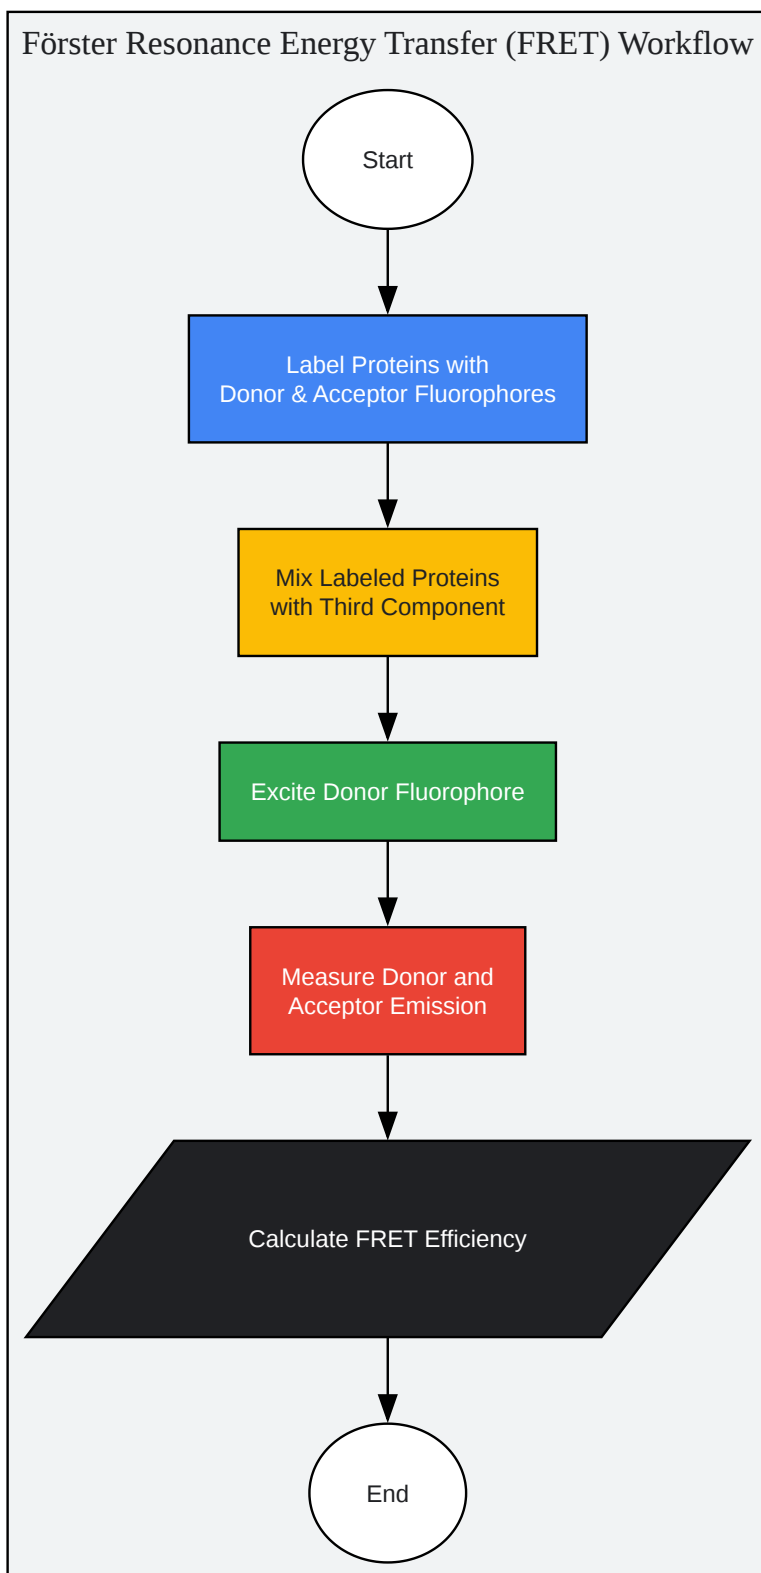 Förster Resonance Energy Transfer (FRET) Workflow
Start
Label Proteins with
Donor & Acceptor Fluorophores
Mix Labeled Proteins
with Third Component
Excite Donor Fluorophore
Measure Donor and
Acceptor Emission
Calculate FRET Efficiency
End